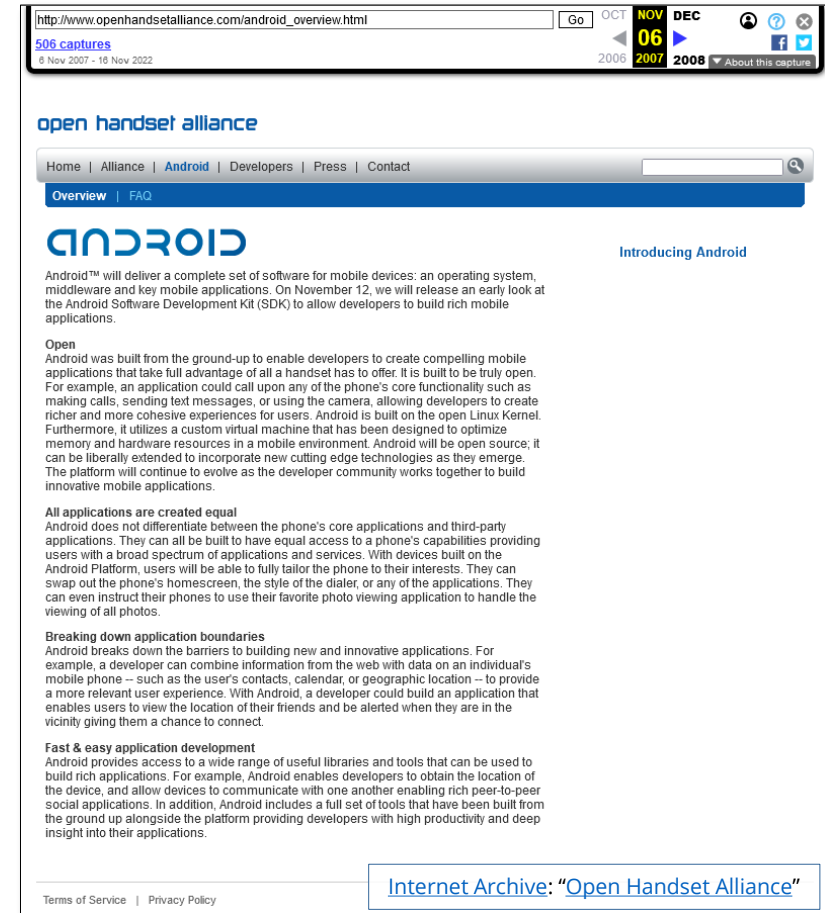 http://www.openhandsetalliance.com/android_overview.html
Go
OCT NOV DEC
506 captures
06
6 Nov 2007 - 16 Nov 2022
2006 2007 2008
About this capture
open handset alliance
Home | Alliance | Android | Developers | Press | Contact
Overview | FAQ
ANDROID
Introducing Android
Android™ will deliver a complete set of software for mobile devices: an operating system,
middleware and key mobile applications. On November 12, we will release an early look at
the Android Software Development Kit (SDK) to allow developers to build rich mobile
applications.
Open
Android was built from the ground-up to enable developers to create compelling mobile
applications that take full advantage of all a handset has to offer. It is built to be truly open.
For example, an application could call upon any of the phone's core functionality such as
making calls, sending text messages, or using the camera, allowing developers to create
richer and more cohesive experiences for users. Android is built on the open Linux Kernel.
Furthermore, it utilizes a custom virtual machine that has been designed to optimize
memory and hardware resources in a mobile environment. Android will be open source; it
can be liberally extended to incorporate new cutting edge technologies as they emerge.
The platform will continue to evolve as the developer community works together to build
innovative mobile applications.
All applications are created equal
Android does not differentiate between the phone's core applications and third-party
applications. They can all be built to have equal access to a phone's capabilities providing
users with a broad spectrum of applications and services. With devices built on the
Android Platform, users will be able to fully tailor the phone to their interests. They can
swap out the phone's homescreen, the style of the dialer, or any of the applications. They
can even instruct their phones to use their favorite photo viewing application to handle the
viewing of all photos.
Breaking down application boundaries
Android breaks down the barriers to building new and innovative applications. For
example, a developer can combine information from the web with data on an individual's
mobile phone -- such as the user's contacts, calendar, or geographic location -- to provide
a more relevant user experience. With Android, a developer could build an application that
enables users to view the location of their friends and be alerted when they are in the
vicinity giving them a chance to connect.
Fast & easy application development
Android provides access to a wide range of useful libraries and tools that can be used to
build rich applications. For example, Android enables developers to obtain the location of
the device, and allow devices to communicate with one another enabling rich peer-to-peer
social applications. In addition, Android includes a full set of tools that have been built from
the ground up alongside the platform providing developers with high productivity and deep
insight into their applications.
Internet Archive: “Open Handset Alliance”
Terms of Service | Privacy Policy